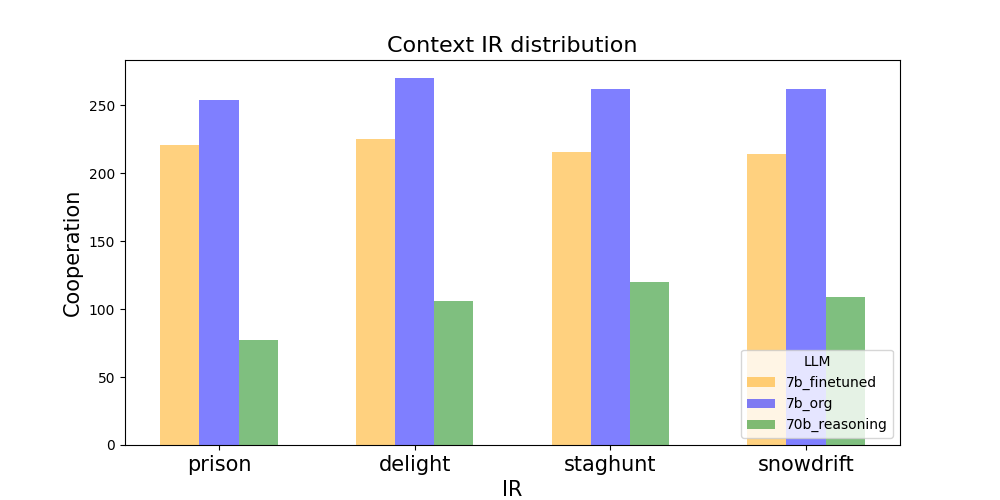 Context IR distribution
Cooperation
250
200
150
100
50
0
prison delight staghunt snowdrift
IR
LLM
7b_finetuned
7b_org
70b_reasoning